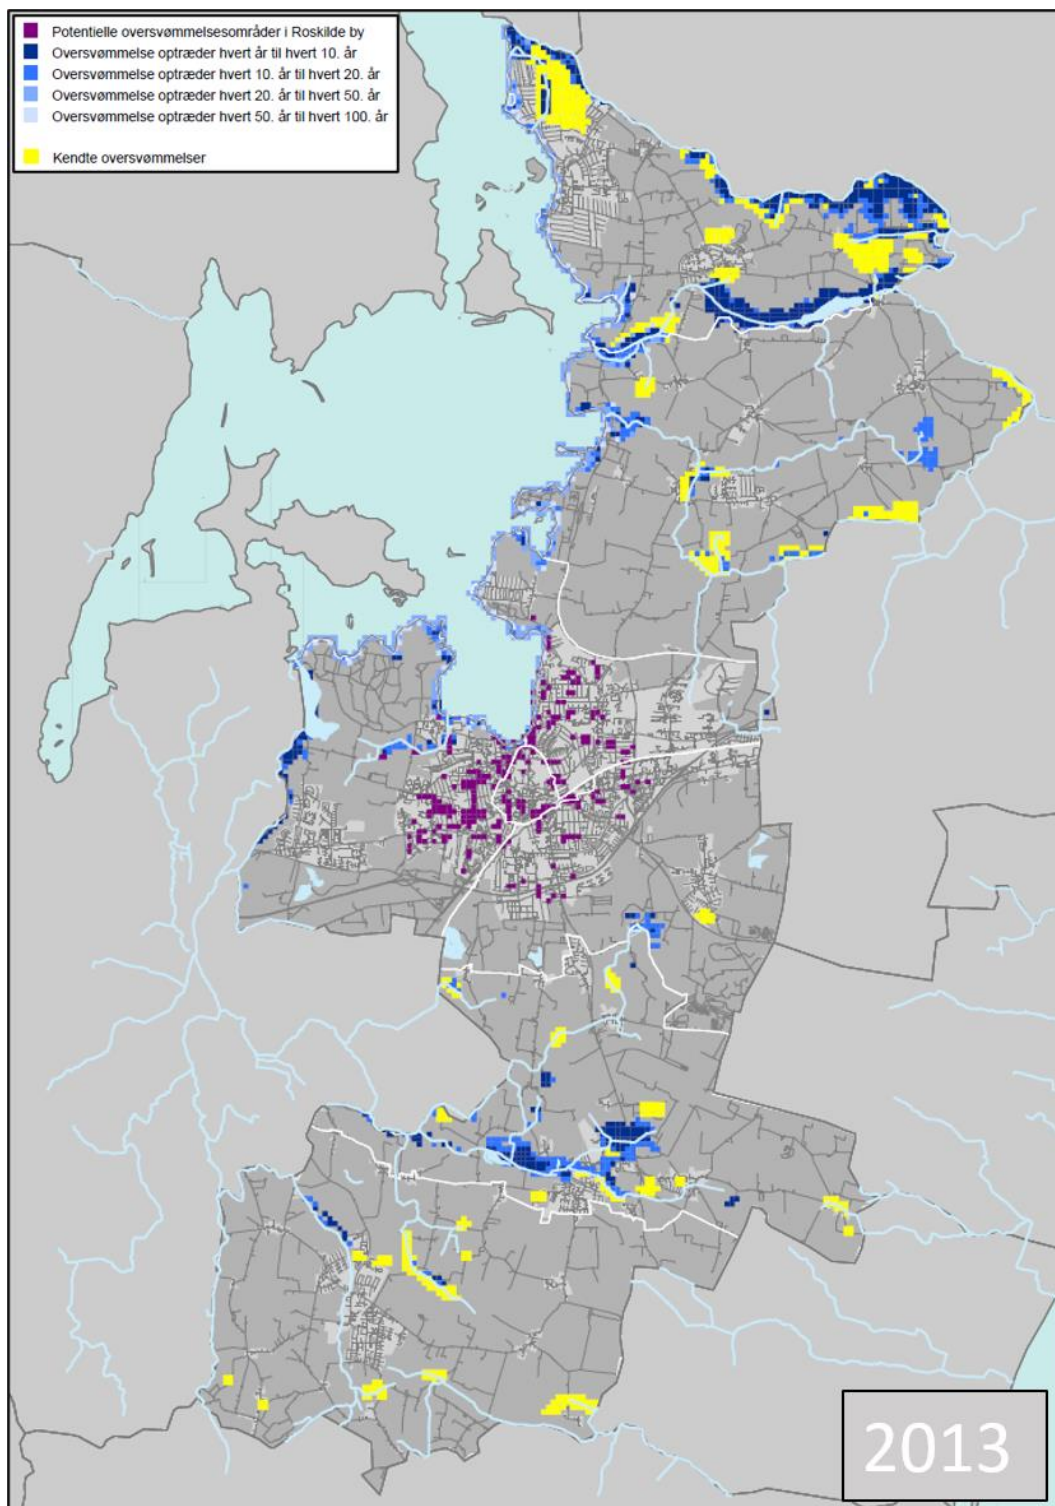 Potentielle oversvømmelsesområder i Roskilde by
Oversvømmelse optræder hvert år til hvert 10. år
Oversvømmelse optræder hvert 10. år til hvert 20. år
Oversvømmelse optræder hvert 20. år til hvert 50. år
Oversvømmelse optræder hvert 50. år til hvert 100. år
Kendte oversvømmelser
2013